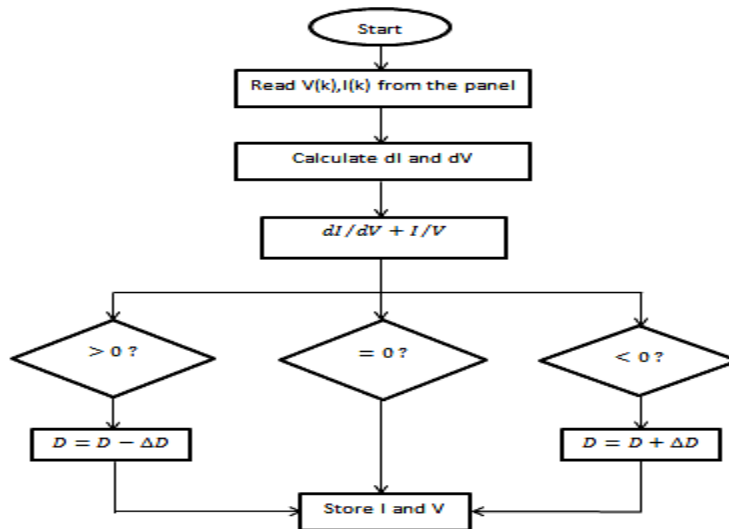 Start
Read V(k),I(k) from the panel
Calculate dI and dV
dI/dV + I/V
> 0 ?
= 0 ?
< 0 ?
D = D − ΔD
D = D + ΔD
Store I and V